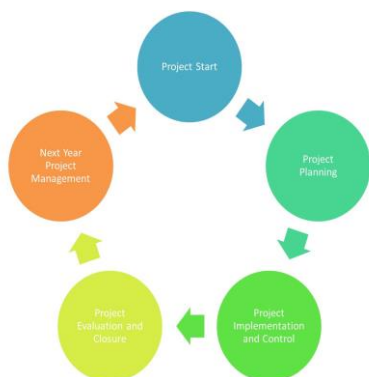 Project Start
Project
Planning
Project
Implementation
and Control
Project
Evaluation and
Closure
Next Year
Project
Management